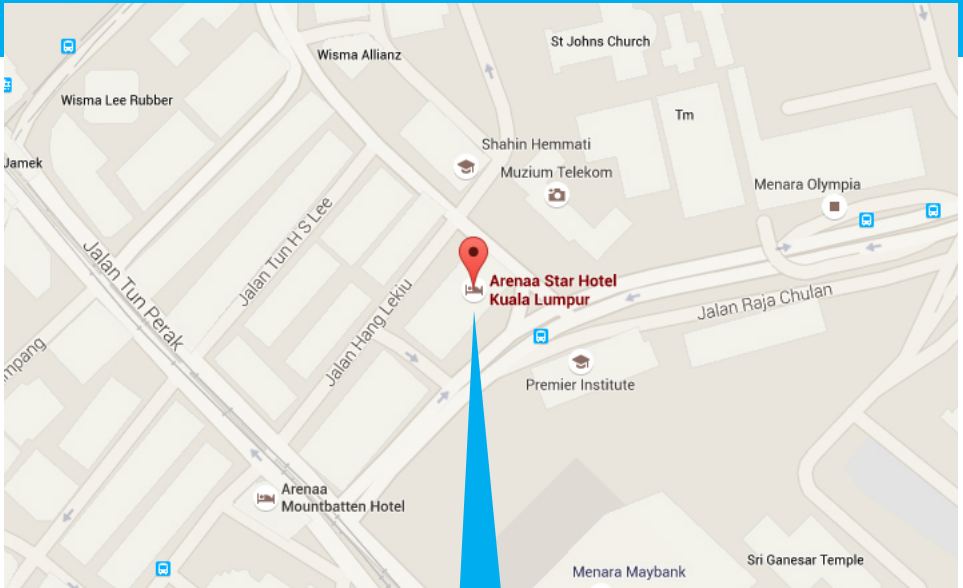 St Johns Church
Wisma Allianz
Wisma Lee Rubber
Tm
Shahin Hemmati
Jamek
Muzium Telekom
Menara Olympia
Jalan Tun H S Lee
Jalan Tun Perak
Arenaa Star Hotel
Kuala Lumpur
Jalan Raja Chulan
Jalan Hang Lekiu
mpang
Premier Institute
Arenaa
Mountbatten Hotel
Sri Ganesar Temple
Menara Maybank